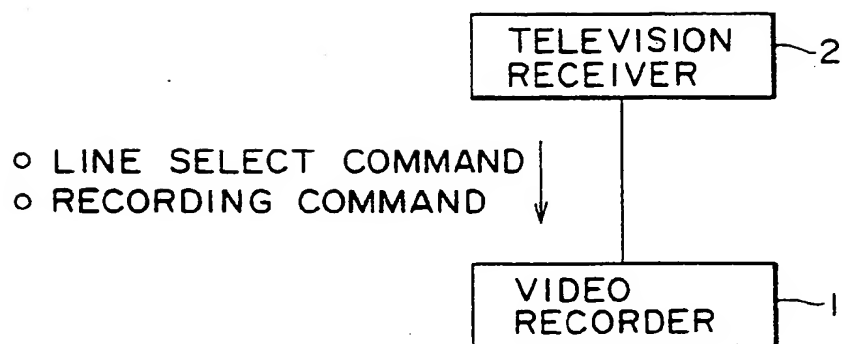 TELEVISION
RECEIVER
2
○ LINE SELECT COMMAND
○ RECORDING COMMAND
VIDEO
RECORDER
1